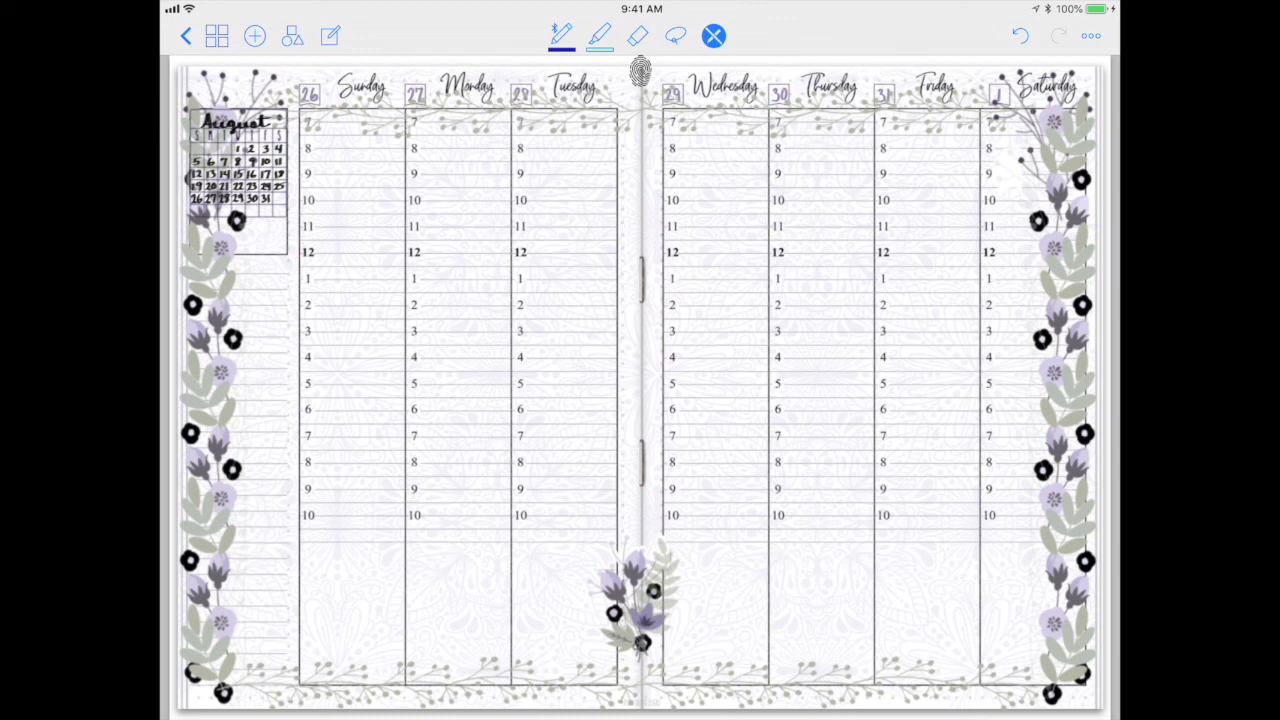 9:41 AM
100%
26 Sunday 27 Monday 28 Tuesday 29 Wednesday 30 Thursday 31 Friday 1 Saturday
August
S M T W T F S
1 2 3 4
5 6 7 8 9 10 11
12 13 14 15 16 17 18
19 20 21 22 23 24 25
26 27 28 29 30 31
7 7 7 7 7 7 7
8 8 8 8 8 8 8
9 9 9 9 9 9 9
10 10 10 10 10 10 10
11 11 11 11 11 11 11
12 12 12 12 12 12 12
1 1 1 1 1 1 1
2 2 2 2 2 2 2
3 3 3 3 3 3 3
4 4 4 4 4 4 4
5 5 5 5 5 5 5
6 6 6 6 6 6 6
7 7 7 7 7 7 7
8 8 8 8 8 8 8
9 9 9 9 9 9 9
10 10 10 10 10 10 10